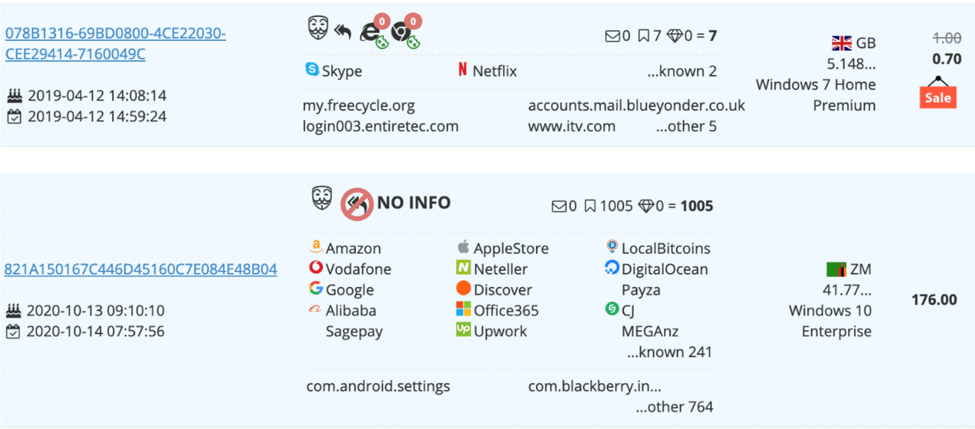 078B1316-69BD0800-4CE22030-
CEE29414-7160049C
2019-04-12 14:08:14
2019-04-12 14:59:24
0 0
0 7 0 = 7
Skype Netflix ...known 2
my.freecycle.org accounts.mail.blueyonder.co.uk
login003.entiretec.com www.itv.com ...other 5
GB
5.148...
Windows 7 Home
Premium
1.00
0.70
Sale
821A150167C446D45160C7E084E48B04
2020-10-13 09:10:10
2020-10-14 07:57:56
NO INFO 0 1005 0 = 1005
Amazon AppleStore LocalBitcoins
Vodafone Neteller DigitalOcean
Google Discover Payza
Alibaba Office365 CJ
Sagepay Upwork MEGAnz
...known 241
com.android.settings com.blackberry.in...
...other 764
ZM
41.77...
Windows 10
Enterprise
176.00